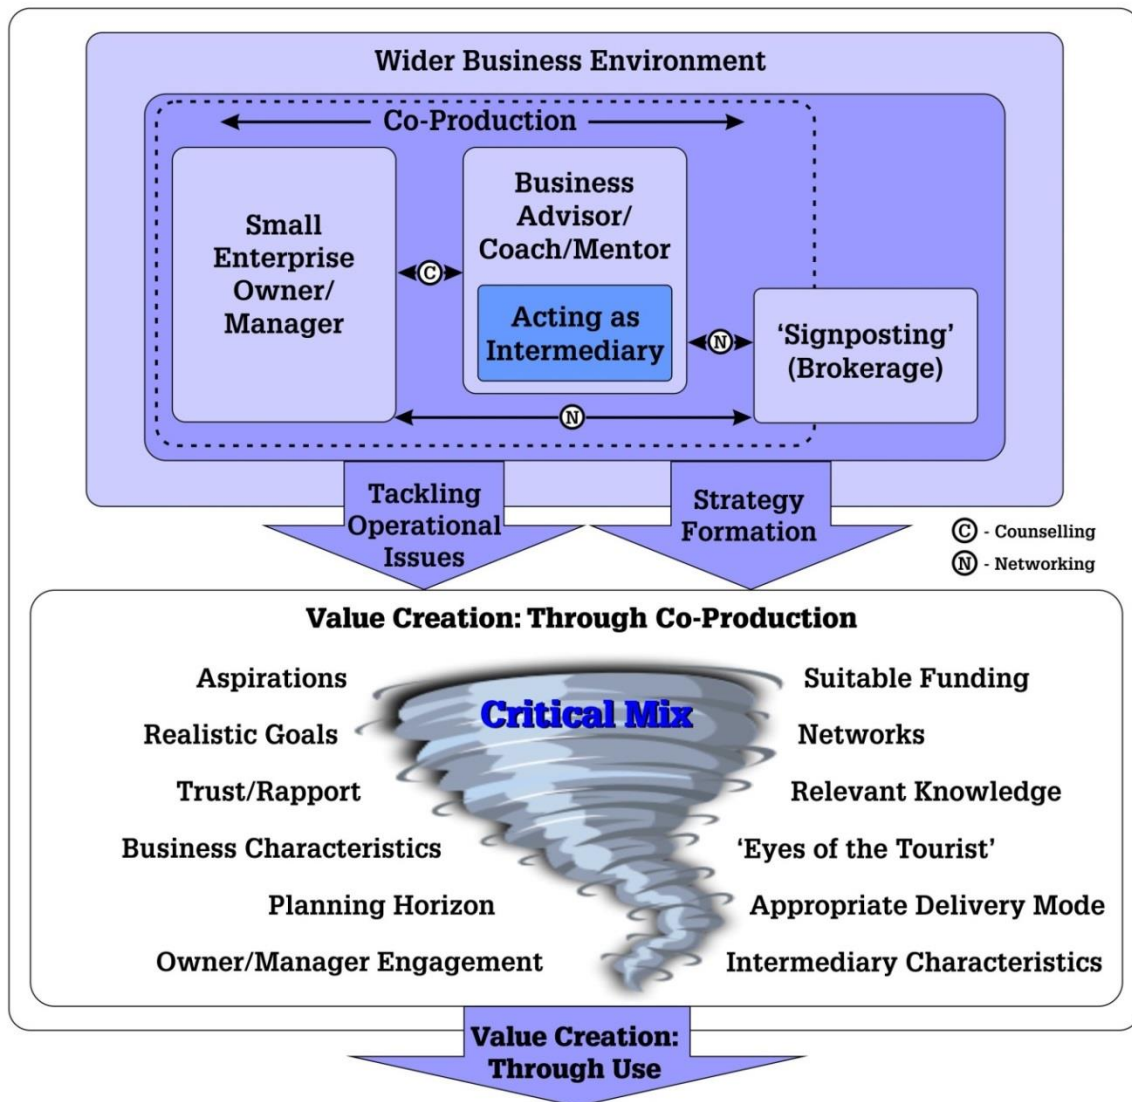 Wider Business Environment
Co-Production
Small
Enterprise
Owner/
Manager
C
Business
Advisor/
Coach/Mentor
Acting as
Intermediary
N
‘Signposting’
(Brokerage)
N
Tackling
Operational
Issues
Strategy
Formation
C - Counselling
N - Networking
Value Creation: Through Co-Production
Critical Mix
Aspirations
Realistic Goals
Trust/Rapport
Business Characteristics
Planning Horizon
Owner/Manager Engagement
Suitable Funding
Networks
Relevant Knowledge
‘Eyes of the Tourist’
Appropriate Delivery Mode
Intermediary Characteristics
Value Creation:
Through Use